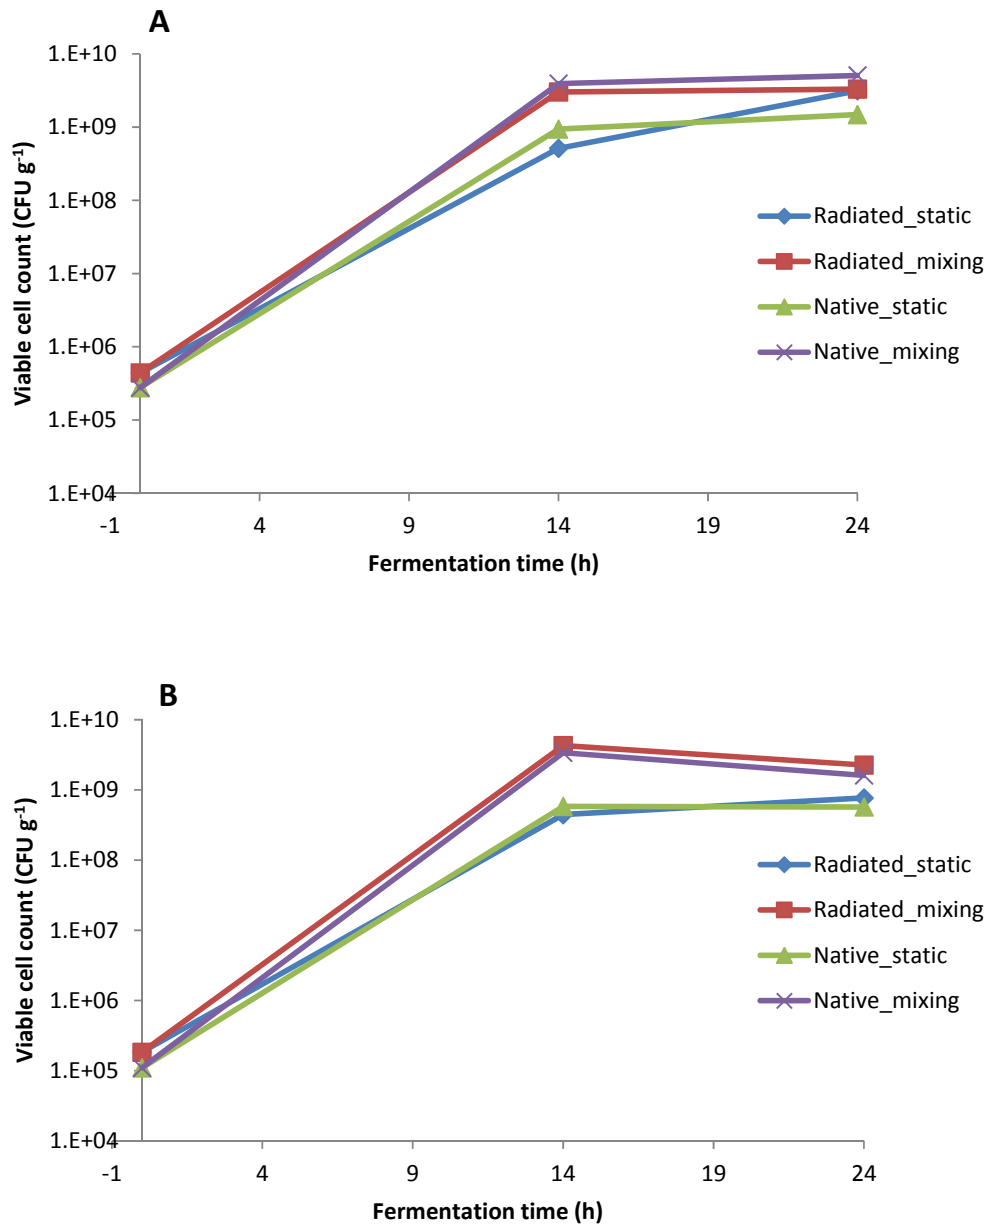 A
1.E+10
1.E+09
1.E+08
1.E+07
1.E+06
1.E+05
1.E+04
Viable cell count (CFU g⁻¹)
-1 4 9 14 19 24
Fermentation time (h)
Radiated_static
Radiated_mixing
Native_static
Native_mixing
B
1.E+10
1.E+09
1.E+08
1.E+07
1.E+06
1.E+05
1.E+04
Viable cell count (CFU g⁻¹)
-1 4 9 14 19 24
Fermentation time (h)
Radiated_static
Radiated_mixing
Native_static
Native_mixing